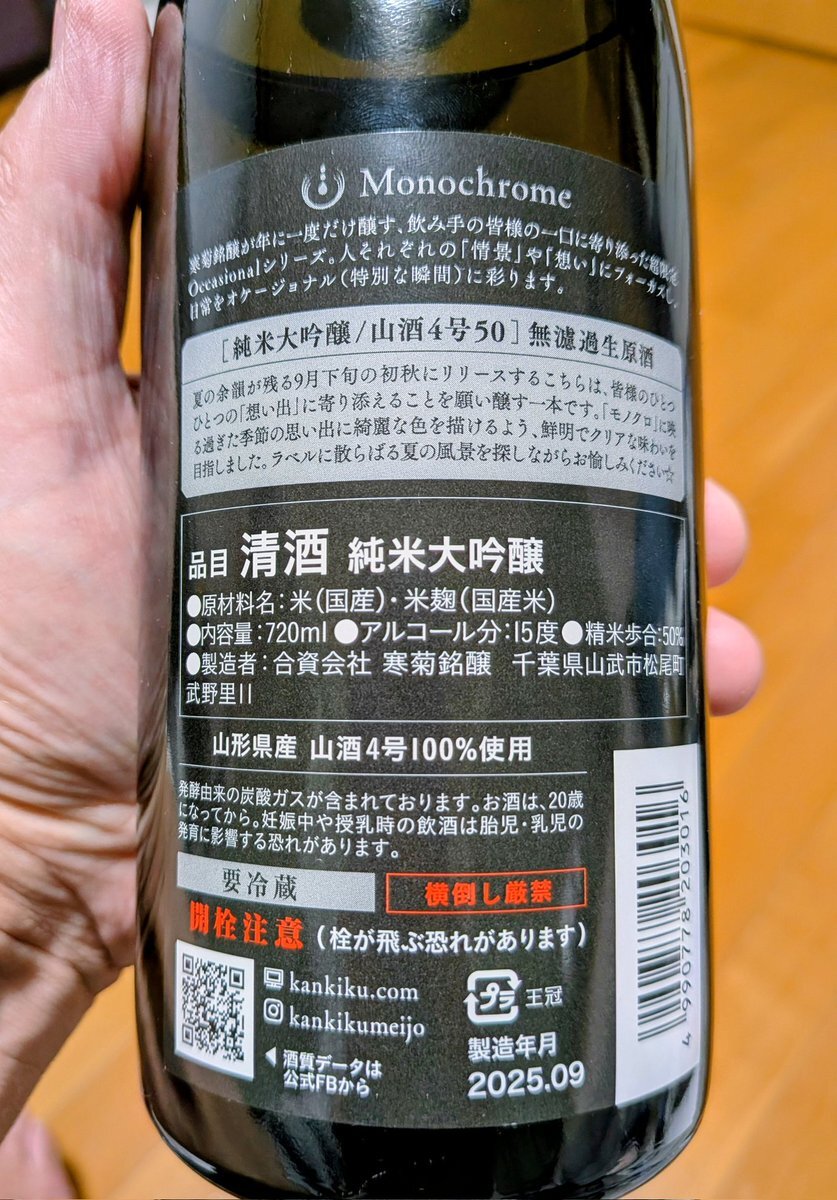 Monochrome
寒菊銘醸が年に一度だけ醸す、飲み手の皆様の一口に寄り添った
Occasionalシリーズ。人それぞれの「情景」や「想い」にフォーカスし、
日常をオケージョナル(特別な瞬間)に彩ります。
[純米大吟醸/山酒4号50]無濾過生原酒
夏の余韻が残る9月下旬の初秋にリリースするこちらは、皆様のひとつ
ひとつの「想い出」に寄り添えることを願い醸す一本です。「モノクロ」に映
る過ぎた季節の思い出に綺麗な色を描けるよう、鮮明でクリアな味わいを
目指しました。ラベルに散らばる夏の風景を探しながらお愉しみください☆
品目 清酒 純米大吟醸
●原材料名:米(国産)・米麹(国産米)
●内容量:720ml ●アルコール分:15度 ●精米歩合:50%
●製造者:合資会社 寒菊銘醸 千葉県山武市松尾町
武野里11
山形県産 山酒4号100%使用
発酵由来の炭酸ガスが含まれております。お酒は、20歳
になってから。妊娠中や授乳時の飲酒は胎児・乳児の
発育に影響する恐れがあります。
要冷蔵 横倒し厳禁
開栓注意(栓が飛ぶ恐れがあります)
kankiku.com
kankikumeijo
◀酒質データは
公式FBから
プラ 王冠
製造年月
2025.09
4 990778 203016